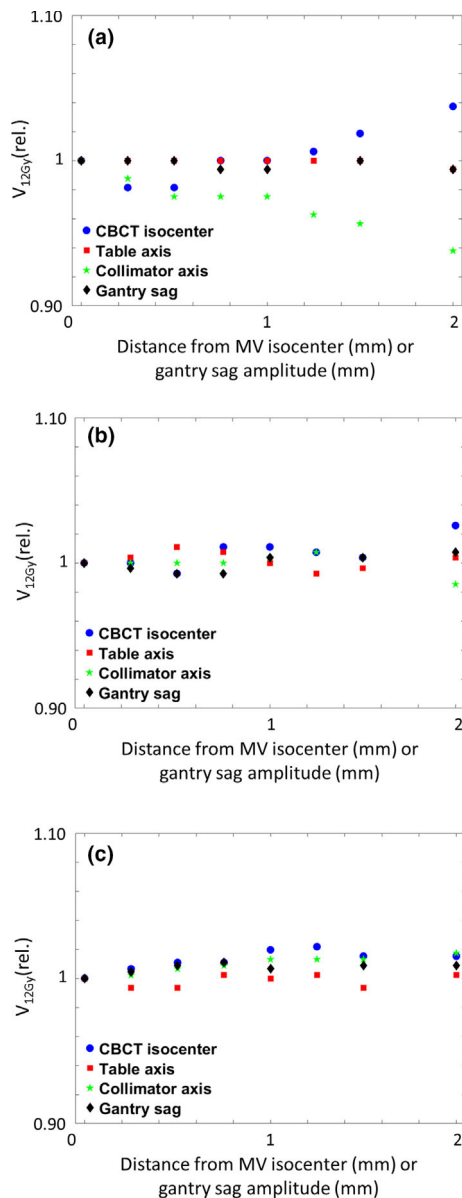 (a)
1.10
V12Gy(rel.)
1
0.90
CBCT isocenter
Table axis
Collimator axis
Gantry sag
0 1 2
Distance from MV isocenter (mm) or
gantry sag amplitude (mm)
(b)
1.10
V12Gy(rel.)
1
0.90
CBCT isocenter
Table axis
Collimator axis
Gantry sag
0 1 2
Distance from MV isocenter (mm) or
gantry sag amplitude (mm)
(c)
1.10
V12Gy(rel.)
1
0.90
CBCT isocenter
Table axis
Collimator axis
Gantry sag
0 1 2
Distance from MV isocenter (mm) or
gantry sag amplitude (mm)